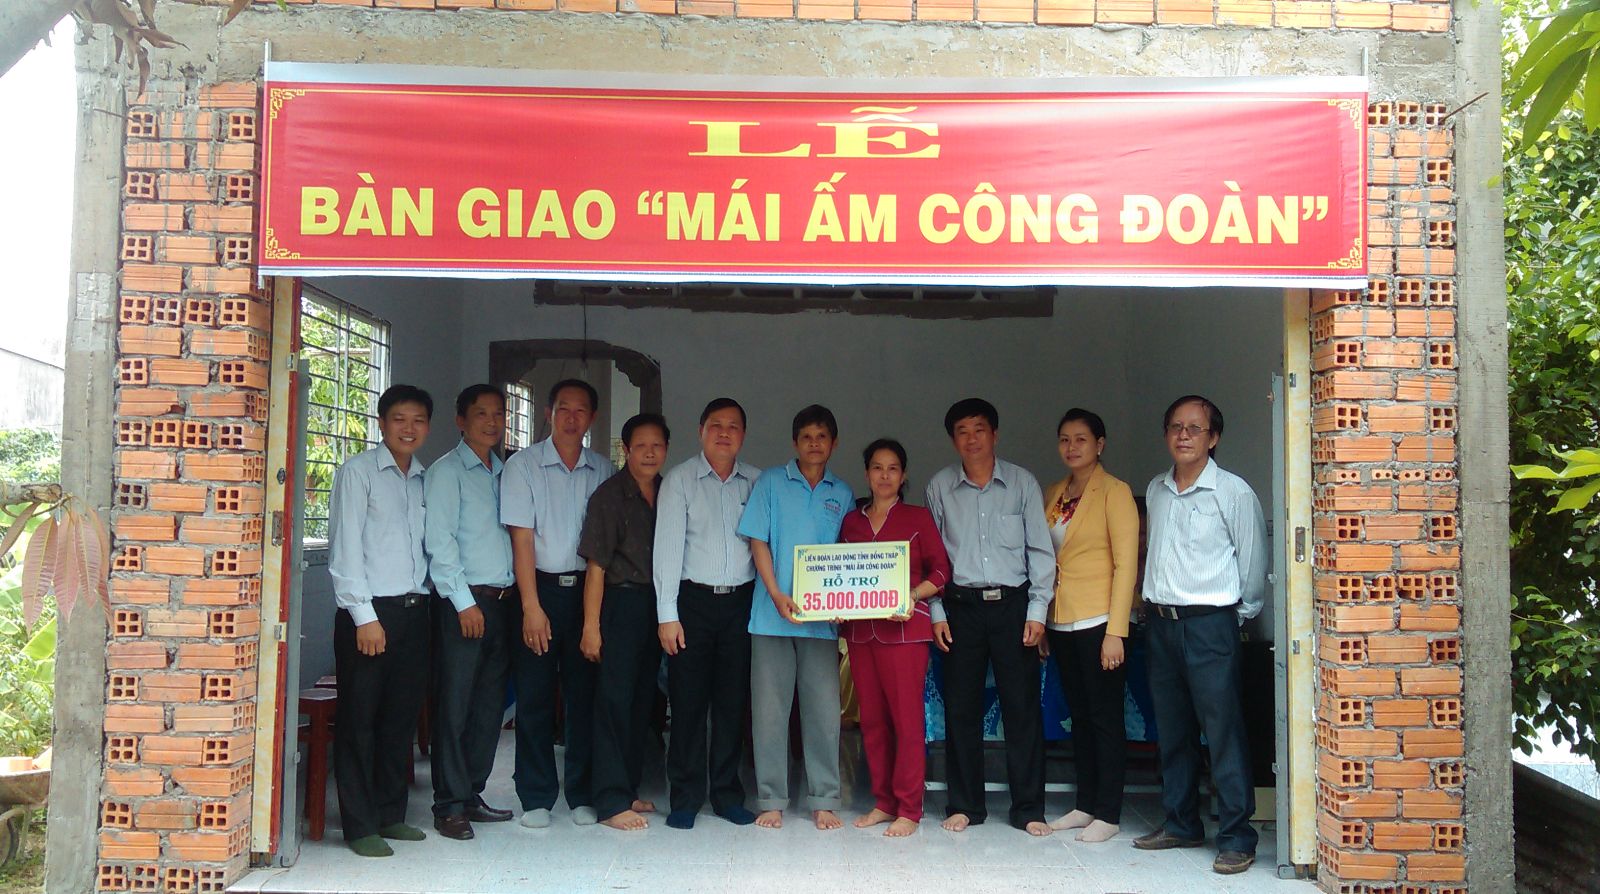 LỄ
BÀN GIAO “MÁI ẤM CÔNG ĐOÀN”
LIÊN ĐOÀN LAO ĐỘNG TỈNH ĐỒNG THÁP
CHƯƠNG TRÌNH "MÁI ẤM CÔNG ĐOÀN"
HỖ TRỢ
35.000.000Đ